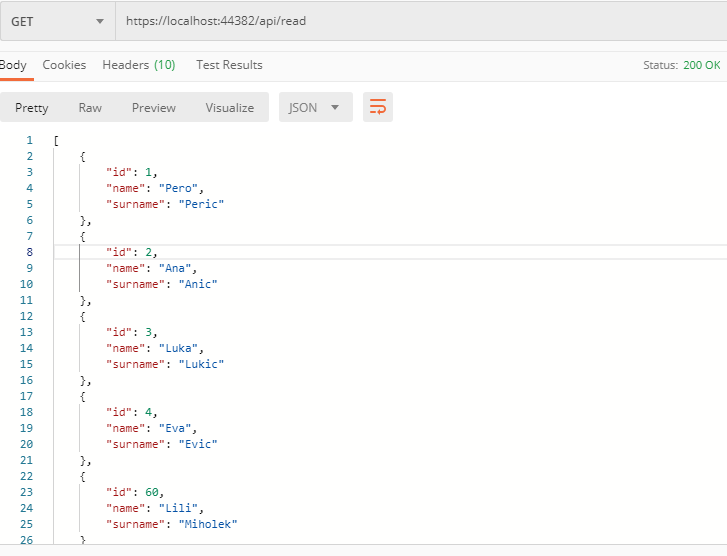 GET https://localhost:44382/api/read
Body Cookies Headers (10) Test Results Status: 200 OK
Pretty Raw Preview Visualize JSON
1 [
2 {
3 "id": 1,
4 "name": "Pero",
5 "surname": "Peric"
6 },
7 {
8 "id": 2,
9 "name": "Ana",
10 "surname": "Anic"
11 },
12 {
13 "id": 3,
14 "name": "Luka",
15 "surname": "Lukic"
16 },
17 {
18 "id": 4,
19 "name": "Eva",
20 "surname": "Evic"
21 },
22 {
23 "id": 60,
24 "name": "Lili",
25 "surname": "Miholek"
26 }